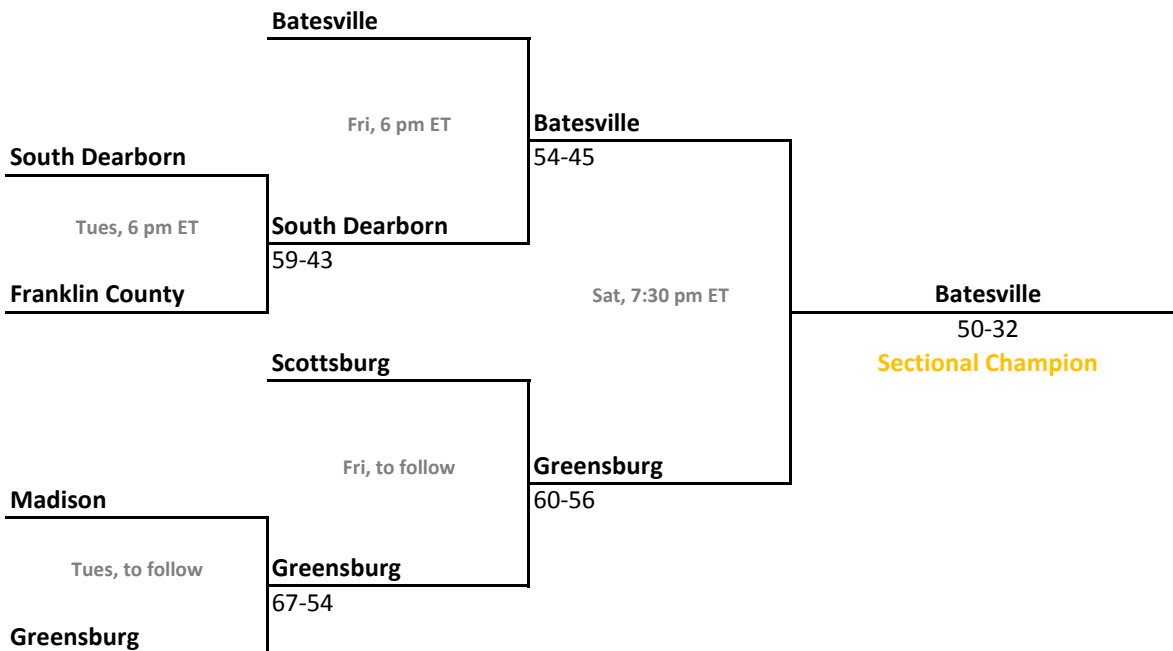 Batesville
Fri, 6 pm ET
Batesville
54-45
South Dearborn
Tues, 6 pm ET
South Dearborn
59-43
Franklin County
Sat, 7:30 pm ET
Batesville
50-32
Sectional Champion
Scottsburg
Fri, to follow
Greensburg
60-56
Madison
Tues, to follow
Greensburg
67-54
Greensburg